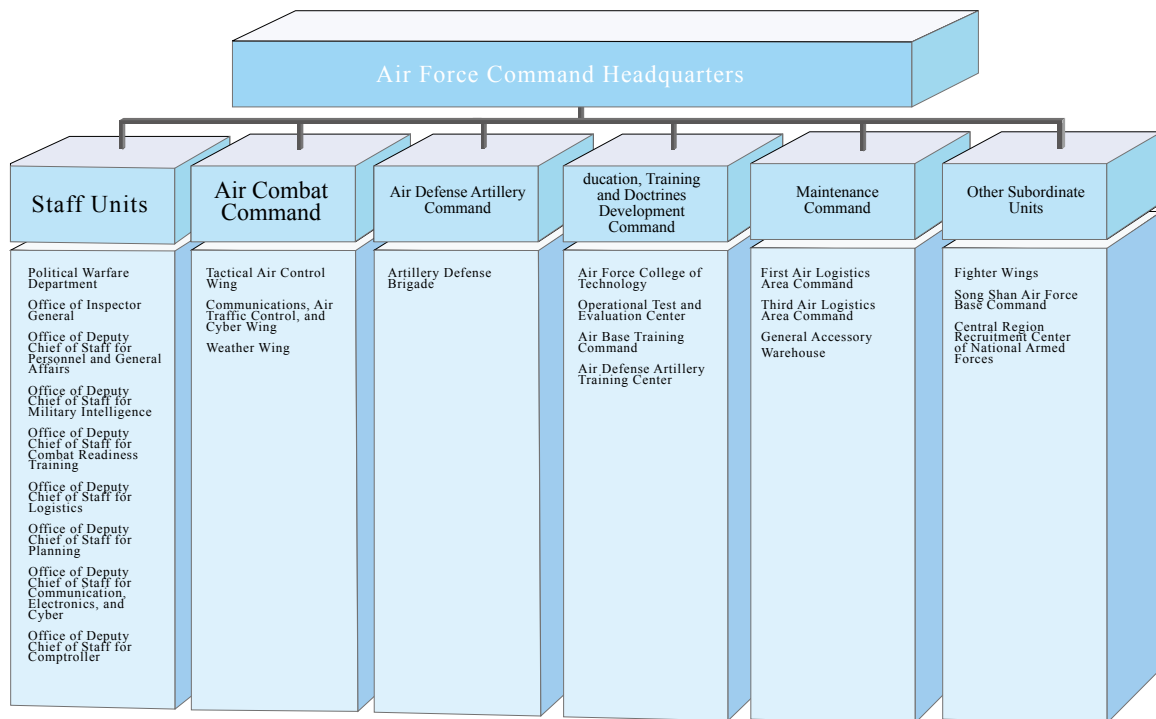 Air Force Command Headquarters
Staff Units
Political Warfare
Department
Office of Inspector
General
Office of Deputy
Chief of Staff for
Personnel and General
Affairs
Office of Deputy
Chief of Staff for
Military Intelligence
Office of Deputy
Chief of Staff for
Combat Readiness
Training
Office of Deputy
Chief of Staff for
Logistics
Office of Deputy
Chief of Staff for
Planning
Office of Deputy
Chief of Staff for
Communication,
Electronics, and
Cyber
Office of Deputy
Chief of Staff for
Comptroller
Air Combat
Command
Tactical Air Control
Wing
Communications, Air
Traffic Control, and
Cyber Wing
Weather Wing
Air Defense Artillery
Command
Artillery Defense
Brigade
ducation, Training
and Doctrines
Development
Command
Air Force College of
Technology
Operational Test and
Evaluation Center
Air Base Training
Command
Air Defense Artillery
Training Center
Maintenance
Command
First Air Logistics
Area Command
Third Air Logistics
Area Command
General Accessory
Warehouse
Other Subordinate
Units
Fighter Wings
Song Shan Air Force
Base Command
Central Region
Recruitment Center
of National Armed
Forces